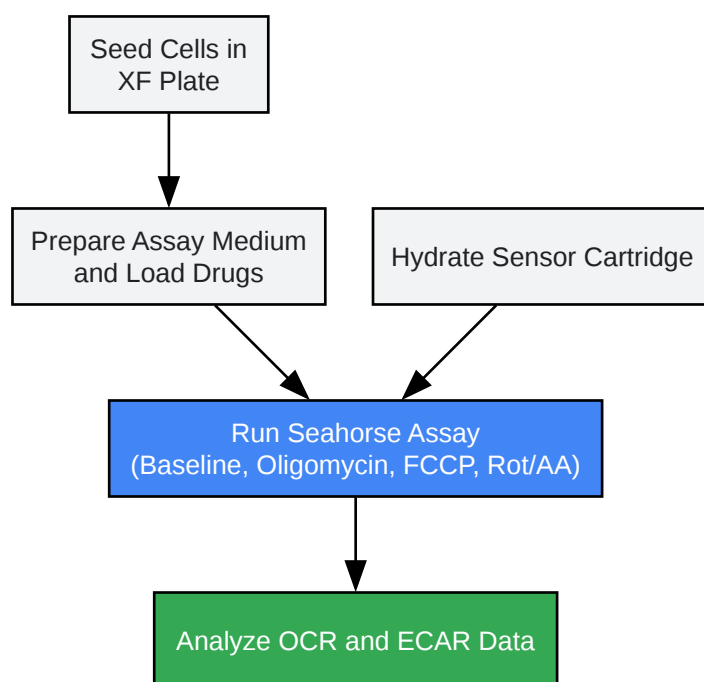 Seed Cells in
XF Plate
Prepare Assay Medium
and Load Drugs
Hydrate Sensor Cartridge
Run Seahorse Assay
(Baseline, Oligomycin, FCCP, Rot/AA)
Analyze OCR and ECAR Data